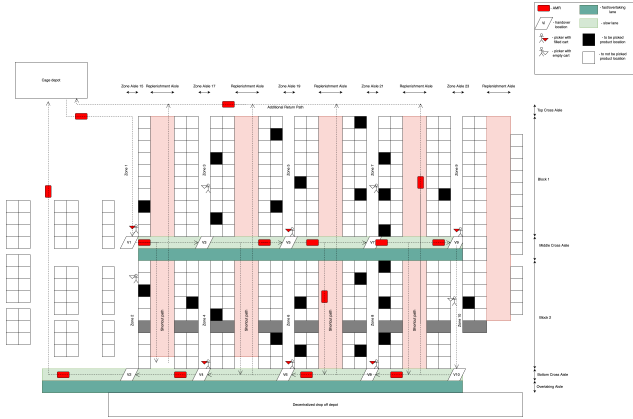 - AMR
- fast/overtaking lane
- handover location
- slow lane
- picker with filled cart
- to be picked product location
- picker with empty cart
- to not be picked product location
Cage depot
Zone Aisle 15
Replenishment Aisle
Zone Aisle 17
Replenishment Aisle
Zone Aisle 19
Replenishment Aisle
Zone Aisle 21
Replenishment Aisle
Zone Aisle 23
Replenishment Aisle
Additional Return Path
Top Cross Aisle
Zone 1
Zone 3
Zone 5
Zone 7
Zone 9
Block 1
V1
V3
V5
V7
V9
Middle Cross Aisle
Zone 2
Shortcut path
Zone 4
Shortcut path
Zone 6
Shortcut path
Zone 8
Shortcut path
Zone 10
Block 2
V2
V4
V6
V8
V10
Bottom Cross Aisle
Overtaking Aisle
Decentralized drop off depot